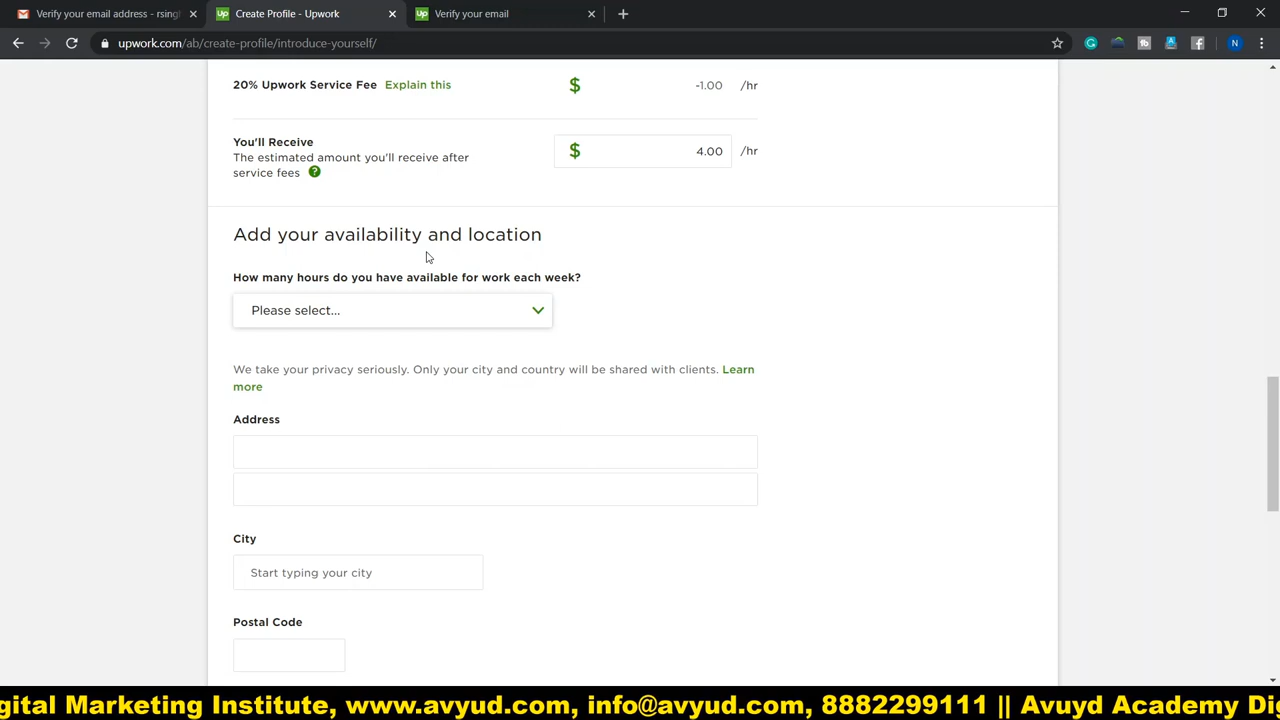 Verify your email address - rsing
Create Profile - Upwork
Verify your email
upwork.com/ab/create-profile/introduce-yourself/
20% Upwork Service Fee Explain this $ -1.00 /hr
You'll Receive
The estimated amount you'll receive after
service fees ?
$ 4.00 /hr
Add your availability and location
How many hours do you have available for work each week?
Please select...
We take your privacy seriously. Only your city and country will be shared with clients. Learn
more
Address
City
Start typing your city
Postal Code
gital Marketing Institute, www.avyud.com, info@avyud.com, 8882299111 || Avuyd Academy Di